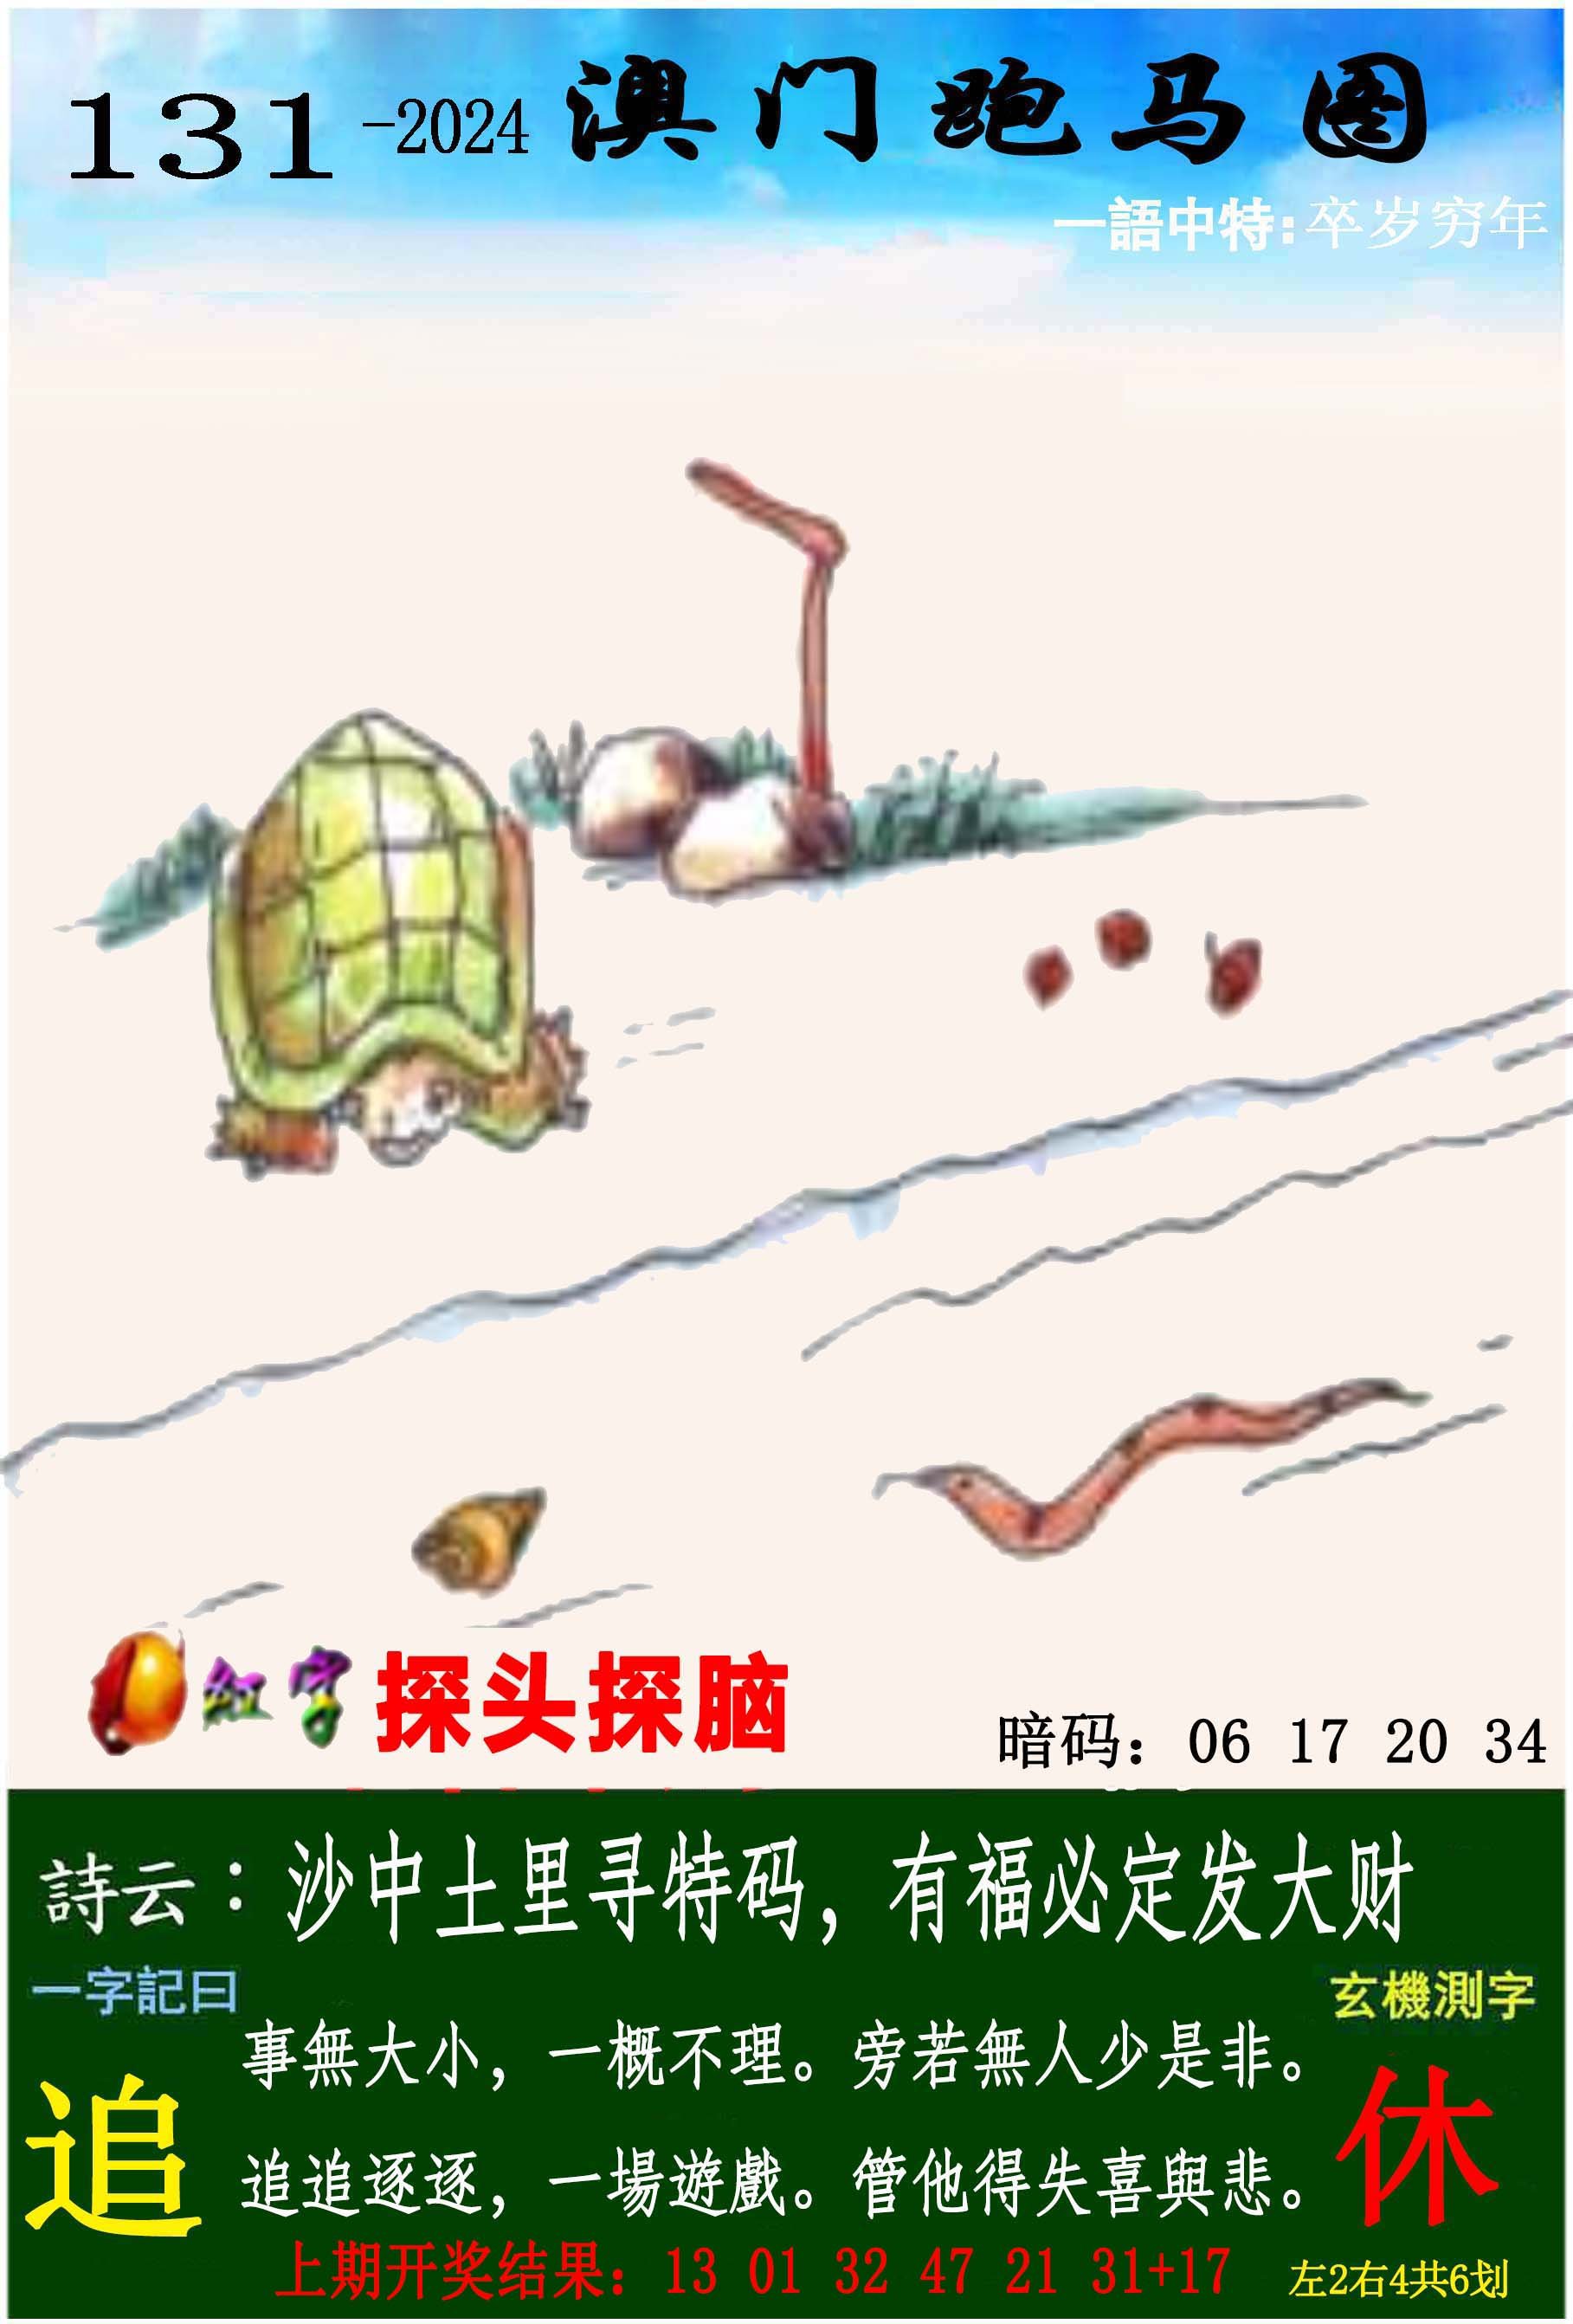 131-2024 澳门跑马图
一語中特:卒岁穷年
红字 探头探脑
暗码: 06 17 20 34
詩云:沙中土里寻特码，有福必定发大财
一字記日
玄機測字
事無大小，一概不理。旁若無人少是非。
追
休
追追逐逐，一場遊戲。管他得失喜與悲。
上期开奖结果: 13 01 32 47 21 31+17
左2右4共6划